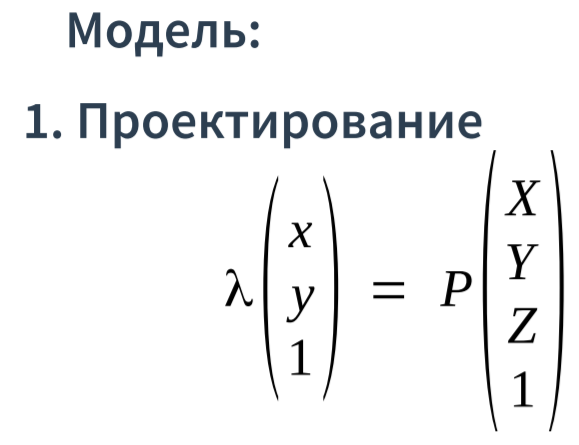 Модель:
1. Проектирование
λ (x y 1) = P (X Y Z 1)